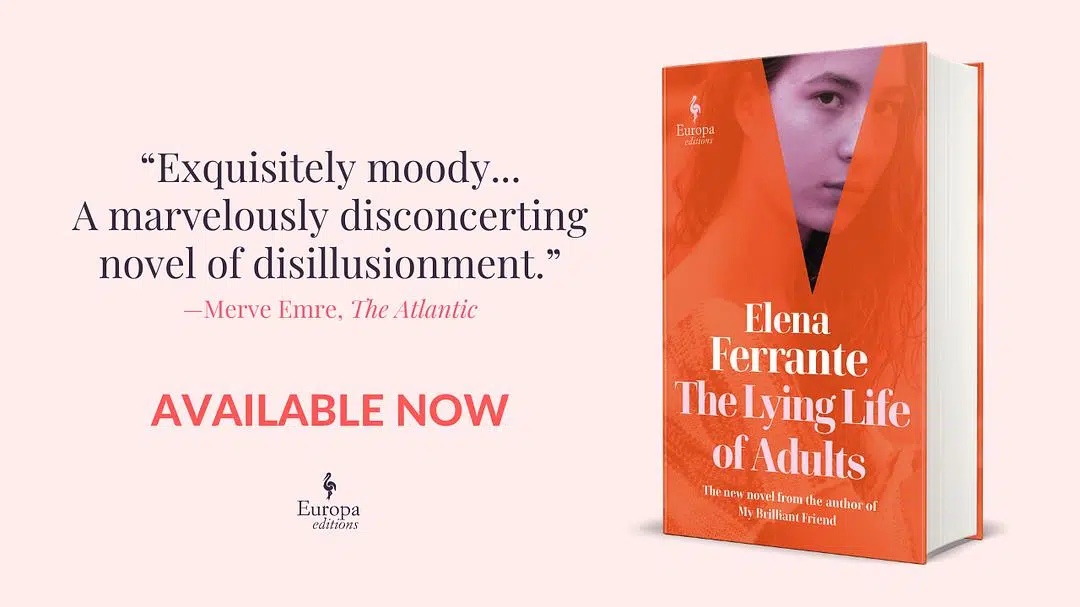 “Exquisitely moody...
A marvelously disconcerting
novel of disillusionment.”
—Merve Emre, The Atlantic
AVAILABLE NOW
Europa
editions
Europa
editions
Elena
Ferrante
The Lying Life
of Adults
The new novel from the author of
My Brilliant Friend